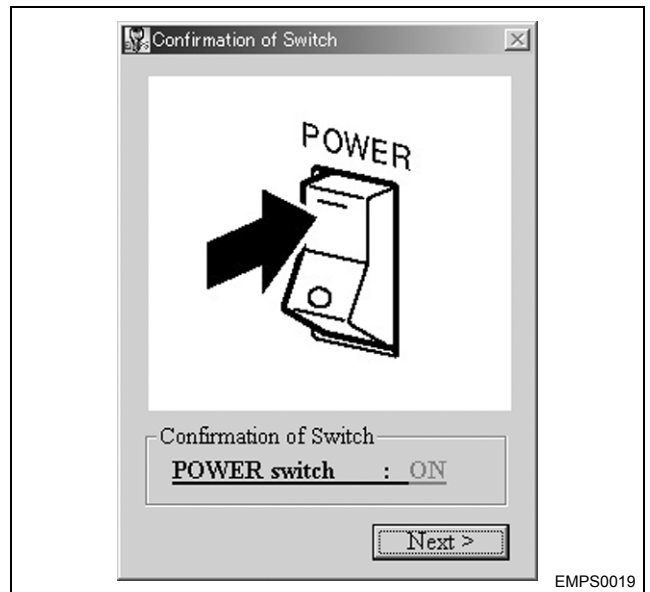 Confirmation of Switch
POWER
Confirmation of Switch
POWER switch : ON
Next >
EMPS0019